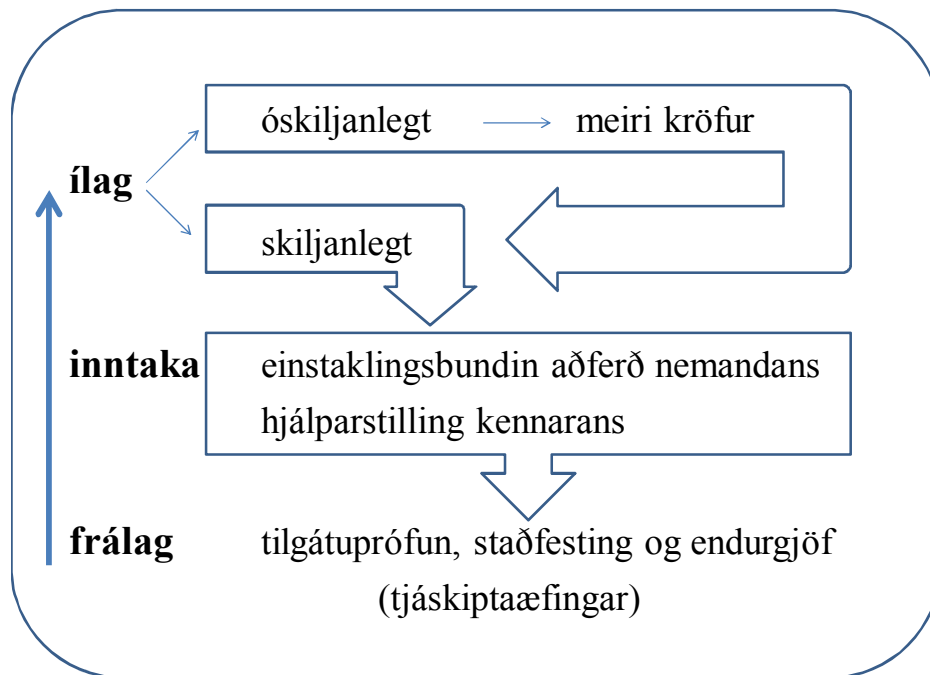 óskiljanlegt meiri kröfur
ílag
skiljanlegt
inntaka einstaklingsbundin aðferð nemandans
hjálparstilling kennarans
frálag tilgátuprófun, staðfesting og endurgjöf
(tjáskiptaæfingar)